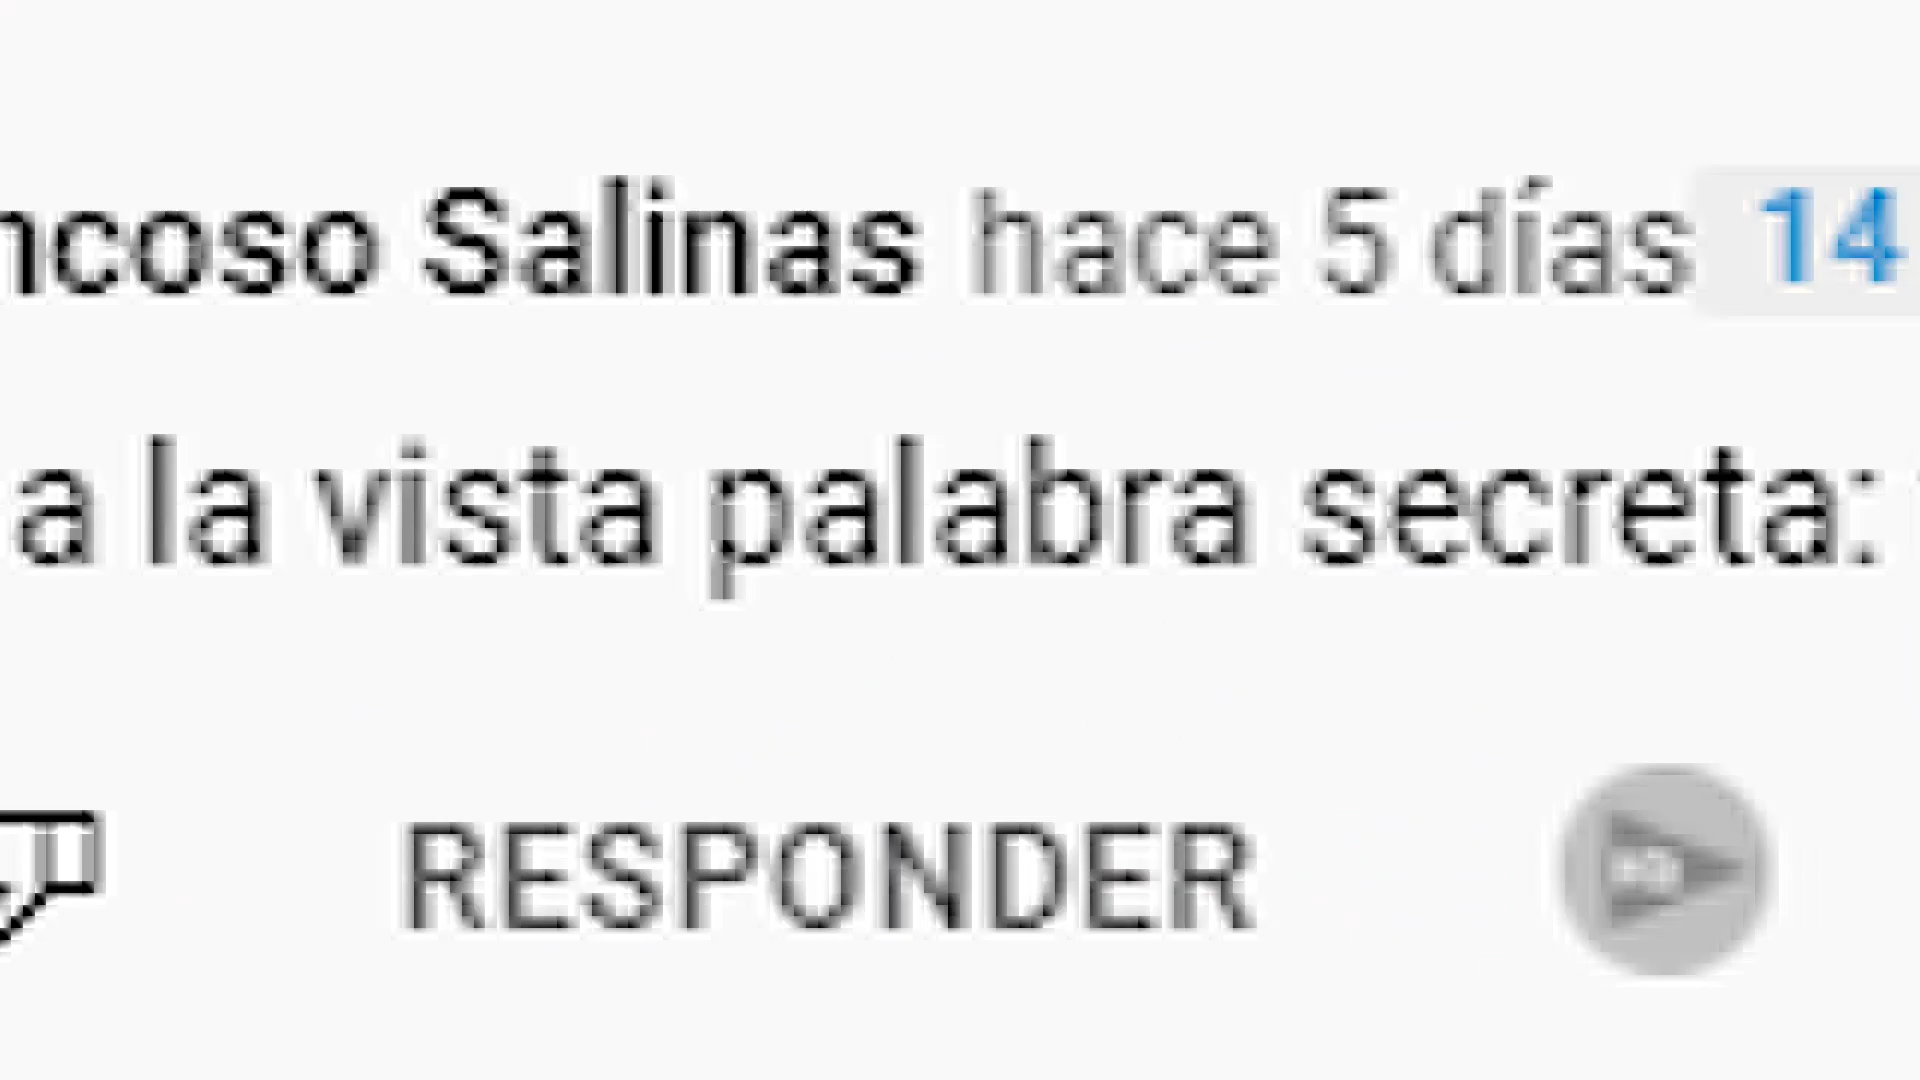 ncoso Salinas hace 5 días 14
a la vista palabra secreta:
RESPONDER